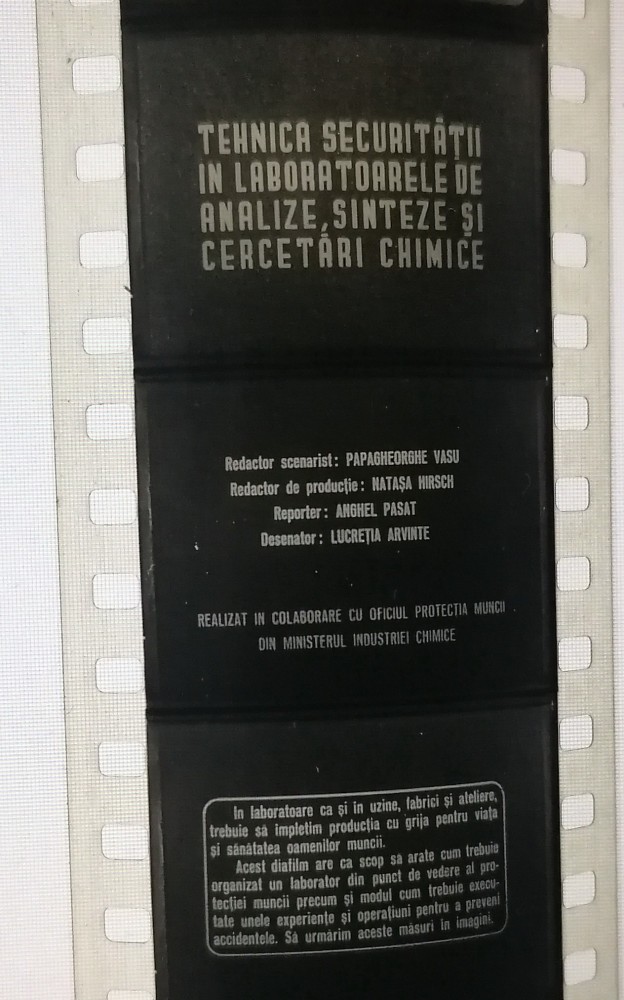 TEHNICA SECURITĂȚII
IN LABORATOARELE DE
ANALIZE, SINTEZE ȘI
CERCETĂRI CHIMICE
Redactor scenarist: PAPAGHEORGHE VASU
Redactor de producție: NATAȘA HIRSCH
Reporter: ANGHEL PASAT
Desenator: LUCREȚIA ARVINTE
REALIZAT IN COLABORARE CU OFICIUL PROTECȚIA MUNCII
DIN MINISTERUL INDUSTRIEI CHIMICE
In laboratoare ca și in uzine, fabrici și ateliere,
trebuie să impletim producția cu grija pentru viața
și sănătatea oamenilor muncii.
Acest diafilm are ca scop să arate cum trebuie
organizat un laborator din punct de vedere al pro-
tecției muncii precum și modul cum trebuie execu-
tate unele experiențe și operațiuni pentru a preveni
accidentele. Să urmărim aceste măsuri in imagini.